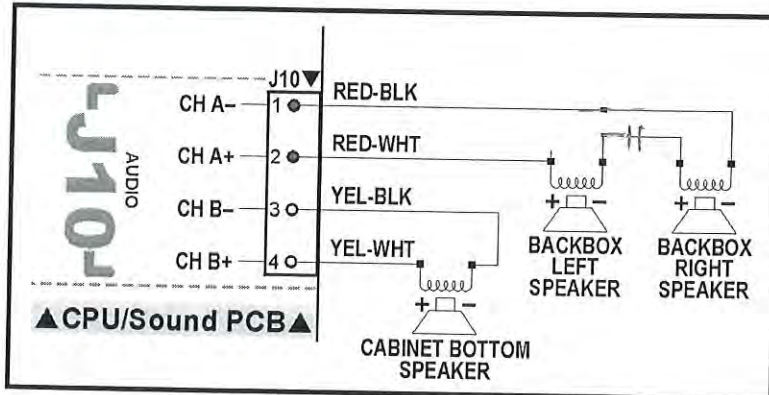 J10▼
CH A– 1 RED-BLK
CH A+ 2 RED-WHT
CH B– 3 YEL-BLK
CH B+ 4 YEL-WHT
J10
AUDIO
▲CPU/Sound PCB▲
+ –
BACKBOX
LEFT
SPEAKER
+ –
BACKBOX
RIGHT
SPEAKER
+ –
CABINET BOTTOM
SPEAKER